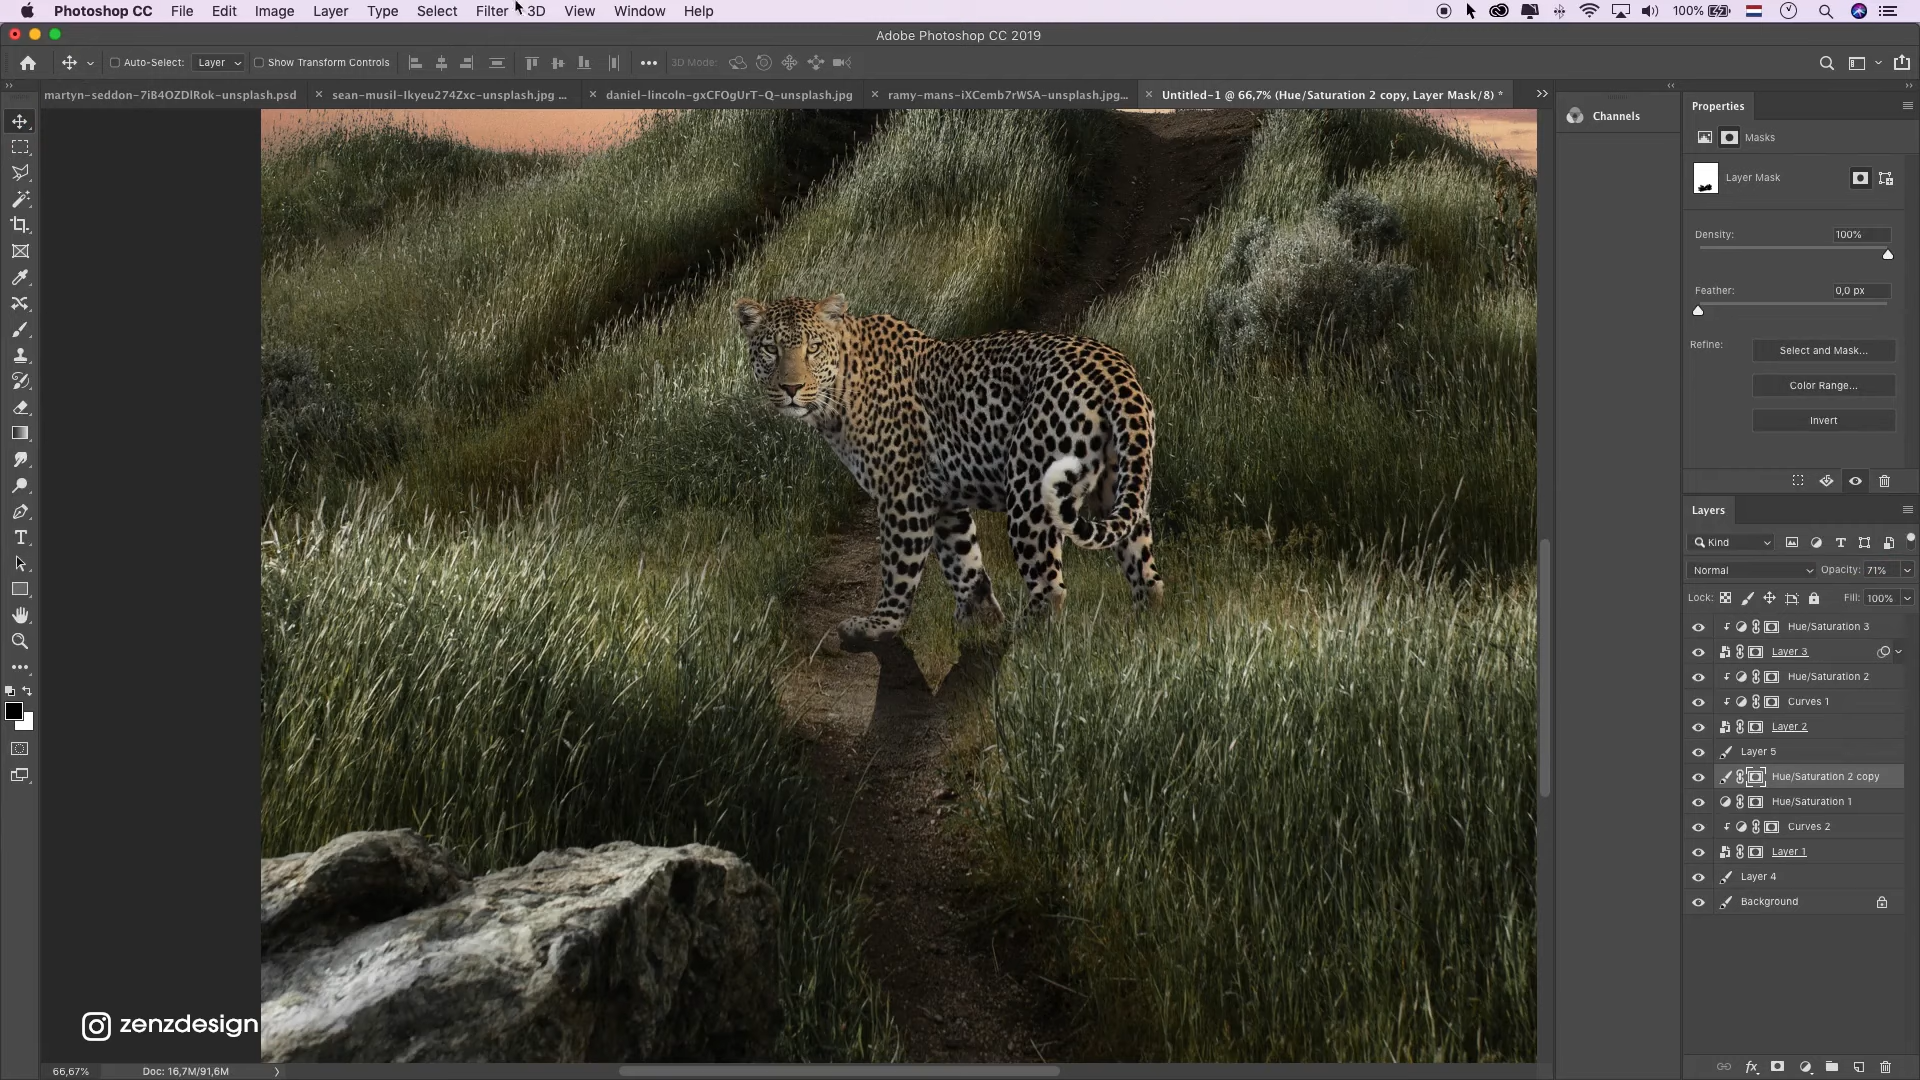 Photoshop CC File Edit Image Layer Type Select Filter 3D View Window Help 100%
Adobe Photoshop CC 2019
Auto-Select: Layer Show Transform Controls 3D Mode:
martyn-seddon-7iB4OZDlRok-unsplash.psd sean-musil-Ikyeu274Zxc-unsplash.jpg ... daniel-lincoln-gxCFOgUrT-Q-unsplash.jpg ramy-mans-iXCemb7rWSA-unsplash.jpg... Untitled-1 @ 66,7% (Hue/Saturation 2 copy, Layer Mask/8) *
Channels
Properties
Masks
Layer Mask
Density: 100%
Feather: 0,0 px
Refine: Select and Mask...
Color Range...
Invert
Layers
Kind
Normal Opacity: 71%
Lock: Fill: 100%
Hue/Saturation 3
Layer 3
Hue/Saturation 2
Curves 1
Layer 2
Layer 5
Hue/Saturation 2 copy
Hue/Saturation 1
Curves 2
Layer 1
Layer 4
Background
zenzdesign
66,67% Doc: 16,7M/91,6M